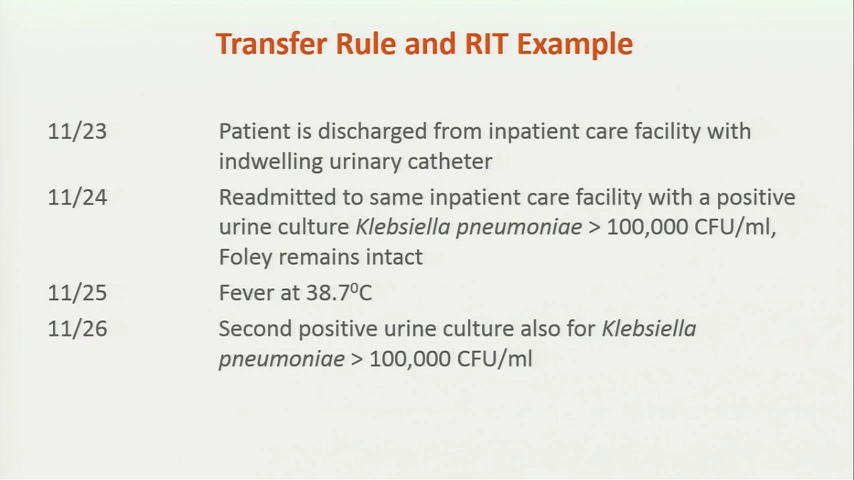 Transfer Rule and RIT Example
11/23 Patient is discharged from inpatient care facility with
indwelling urinary catheter
11/24 Readmitted to same inpatient care facility with a positive
urine culture Klebsiella pneumoniae > 100,000 CFU/ml,
Foley remains intact
11/25 Fever at 38.7⁰C
11/26 Second positive urine culture also for Klebsiella
pneumoniae > 100,000 CFU/ml